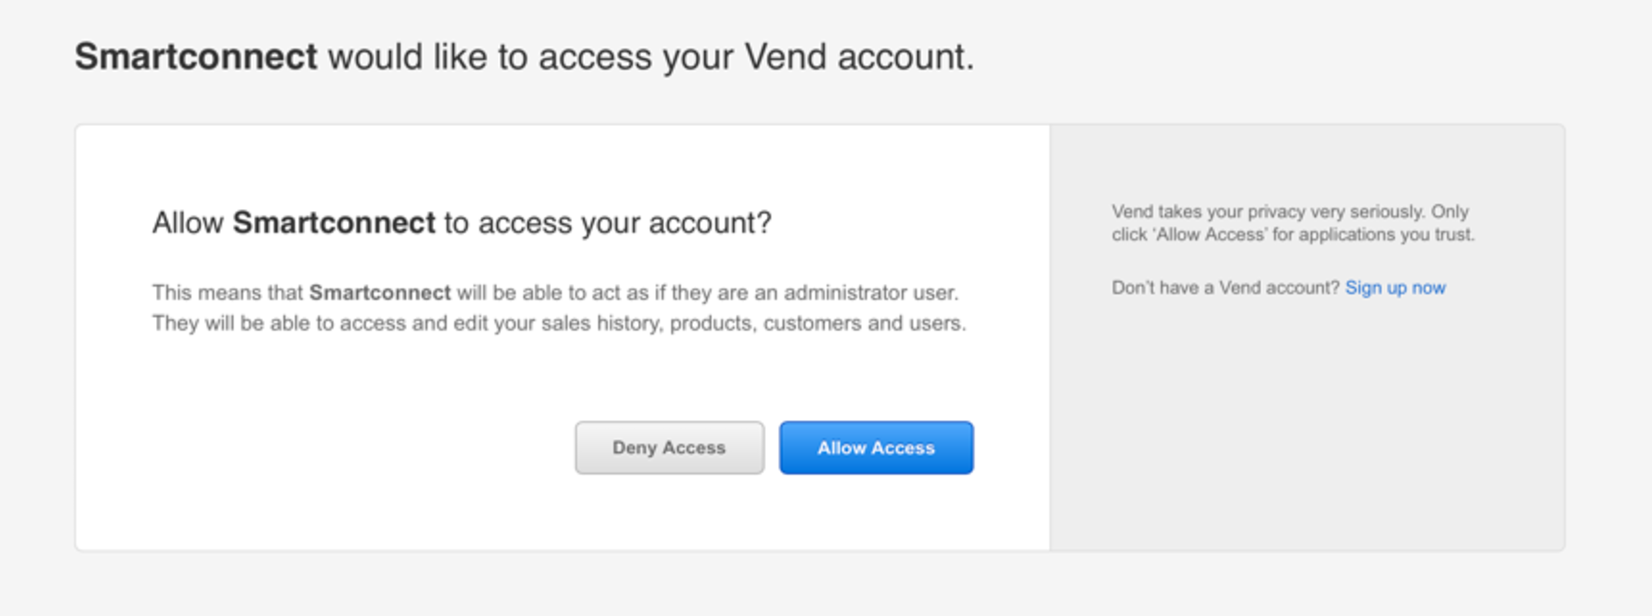 Smartconnect would like to access your Vend account.
Allow Smartconnect to access your account?
This means that Smartconnect will be able to act as if they are an administrator user.
They will be able to access and edit your sales history, products, customers and users.
Deny Access
Allow Access
Vend takes your privacy very seriously. Only
click ‘Allow Access’ for applications you trust.
Don’t have a Vend account? Sign up now